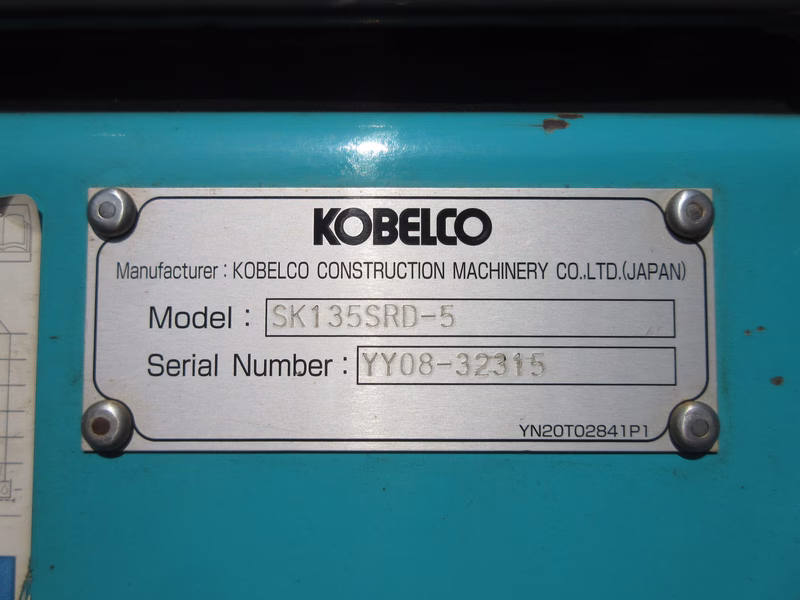 KOBELCO
Manufacturer : KOBELCO CONSTRUCTION MACHINERY CO.,LTD.(JAPAN)
Model : SK135SRD-5
Serial Number : YY08-32315
YN20T02841P1